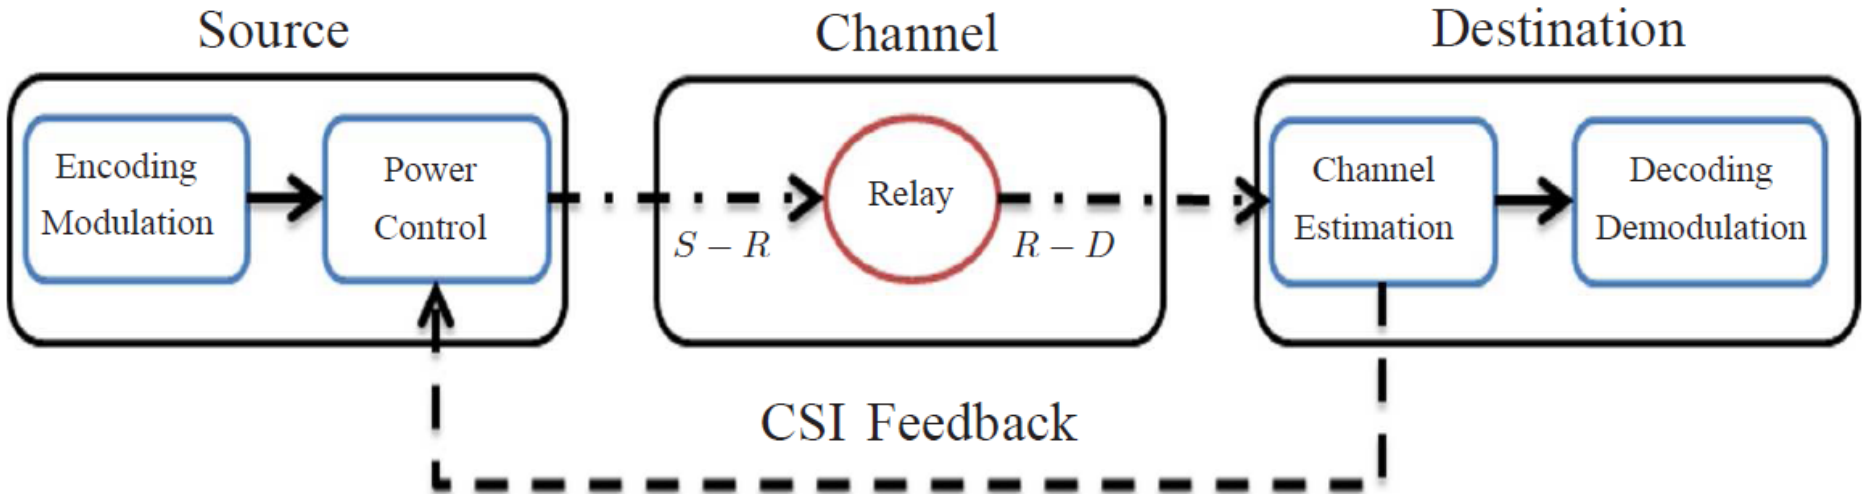 Source
Channel
Destination
Encoding
Modulation
Power
Control
S – R
Relay
R – D
Channel
Estimation
Decoding
Demodulation
CSI Feedback